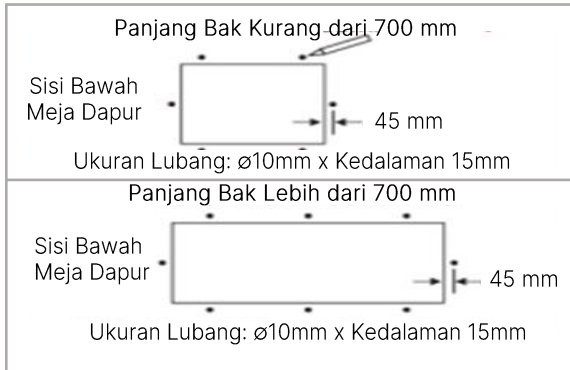 Panjang Bak Kurang dari 700 mm
Sisi Bawah
Meja Dapur
45 mm
Ukuran Lubang: ø10mm x Kedalaman 15mm
Panjang Bak Lebih dari 700 mm
Sisi Bawah
Meja Dapur
45 mm
Ukuran Lubang: ø10mm x Kedalaman 15mm